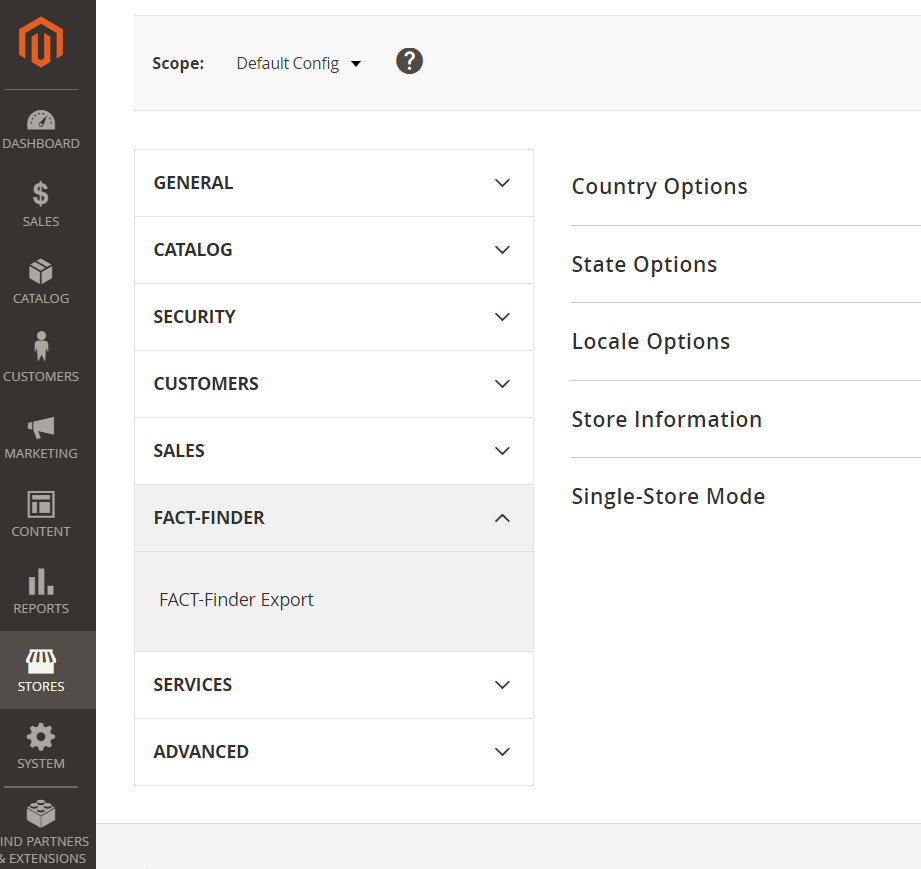 Scope: Default Config ?
DASHBOARD
SALES
CATALOG
CUSTOMERS
MARKETING
CONTENT
REPORTS
STORES
SYSTEM
IND PARTNERS
& EXTENSIONS
GENERAL
CATALOG
SECURITY
CUSTOMERS
SALES
FACT-FINDER
FACT-Finder Export
SERVICES
ADVANCED
Country Options
State Options
Locale Options
Store Information
Single-Store Mode